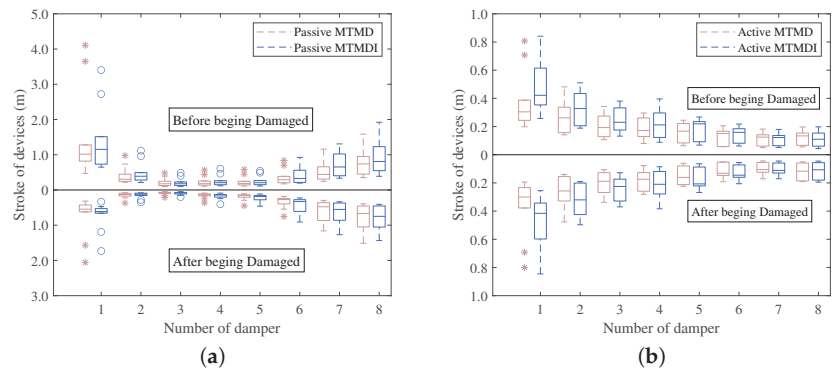 5.0
4.0
3.0
2.0
1.0
0
1.0
2.0
3.0
Stroke of devices (m)
Passive MTMD
Passive MTMDI
Before beging Damaged
After beging Damaged
1 2 3 4 5 6 7 8
Number of damper
(a)
1.0
0.8
0.6
0.4
0.2
0
0.2
0.4
0.6
0.8
1.0
Stroke of devices (m)
Active MTMD
Active MTMDI
Before beging Damaged
After beging Damaged
1 2 3 4 5 6 7 8
Number of damper
(b)